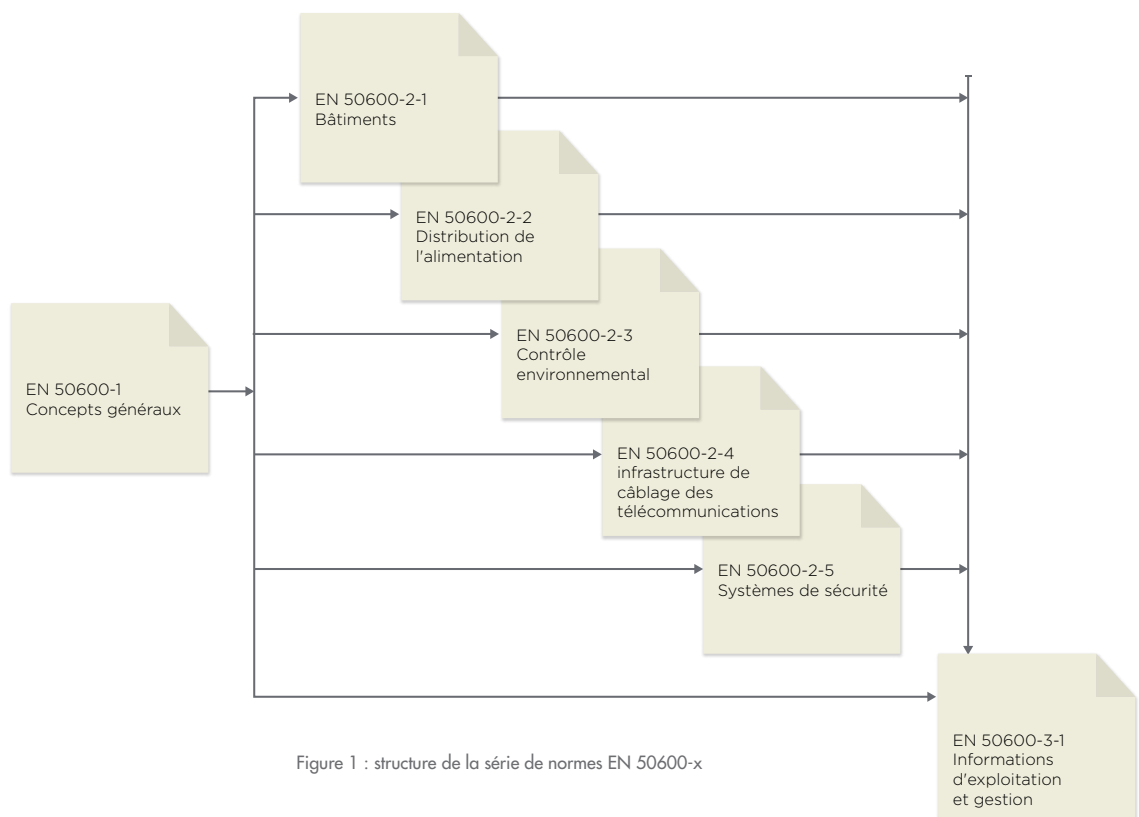 EN 50600-2-1
Bâtiments
EN 50600-2-2
Distribution de
l'alimentation
EN 50600-2-3
Contrôle
environnemental
EN 50600-1
Concepts généraux
EN 50600-2-4
infrastructure de
câblage des
télécommunications
EN 50600-2-5
Systèmes de sécurité
EN 50600-3-1
Informations
d'exploitation
et gestion
Figure 1 : structure de la série de normes EN 50600-x